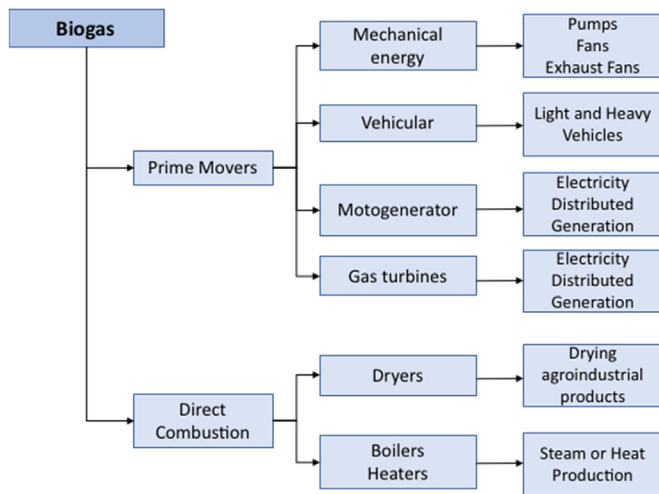 Biogas
Prime Movers
Mechanical
energy
Pumps
Fans
Exhaust Fans
Vehicular
Light and Heavy
Vehicles
Motogenerator
Electricity
Distributed
Generation
Gas turbines
Electricity
Distributed
Generation
Direct
Combustion
Dryers
Drying
agroindustrial
products
Boilers
Heaters
Steam or Heat
Production